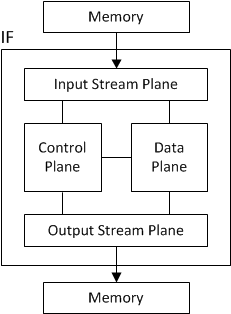 Memory
IF
Input Stream Plane
Control
Plane
Data
Plane
Output Stream Plane
Memory